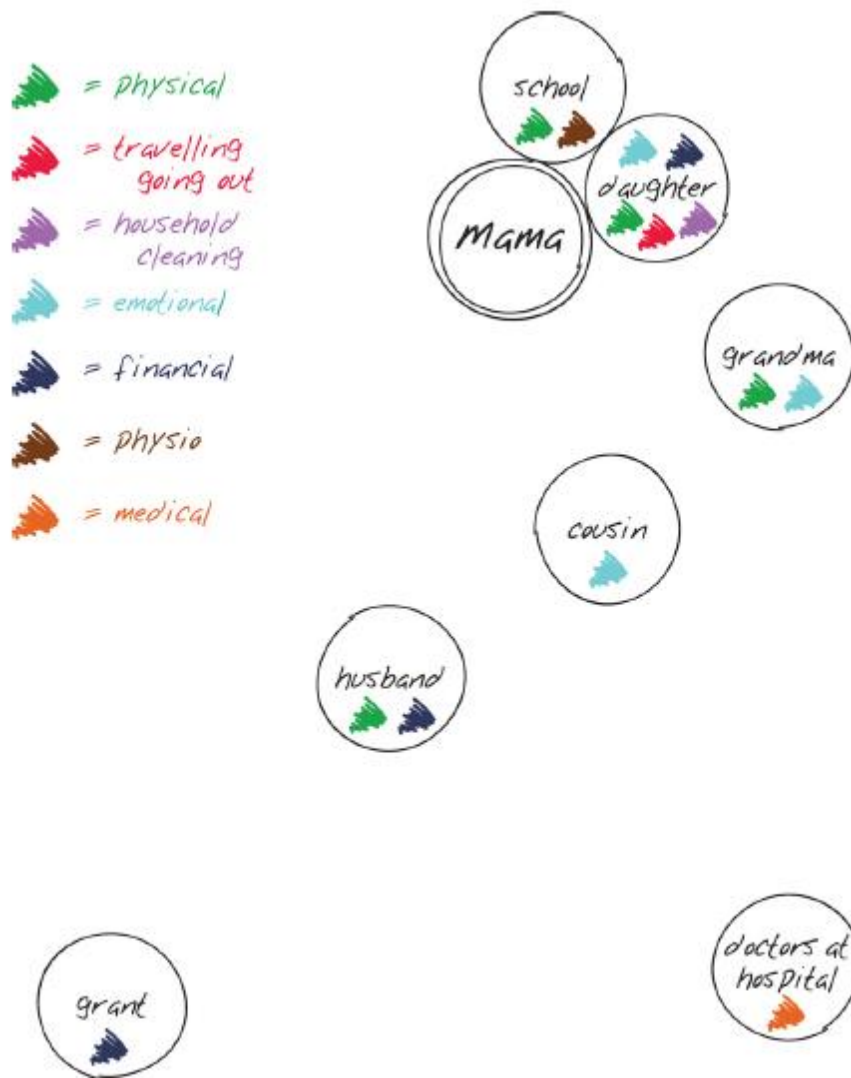 = physical
= travelling
going out
= household
cleaning
= emotional
= financial
= physio
= medical
school
daughter
Mama
grandma
cousin
husband
grant
doctors at
hospital